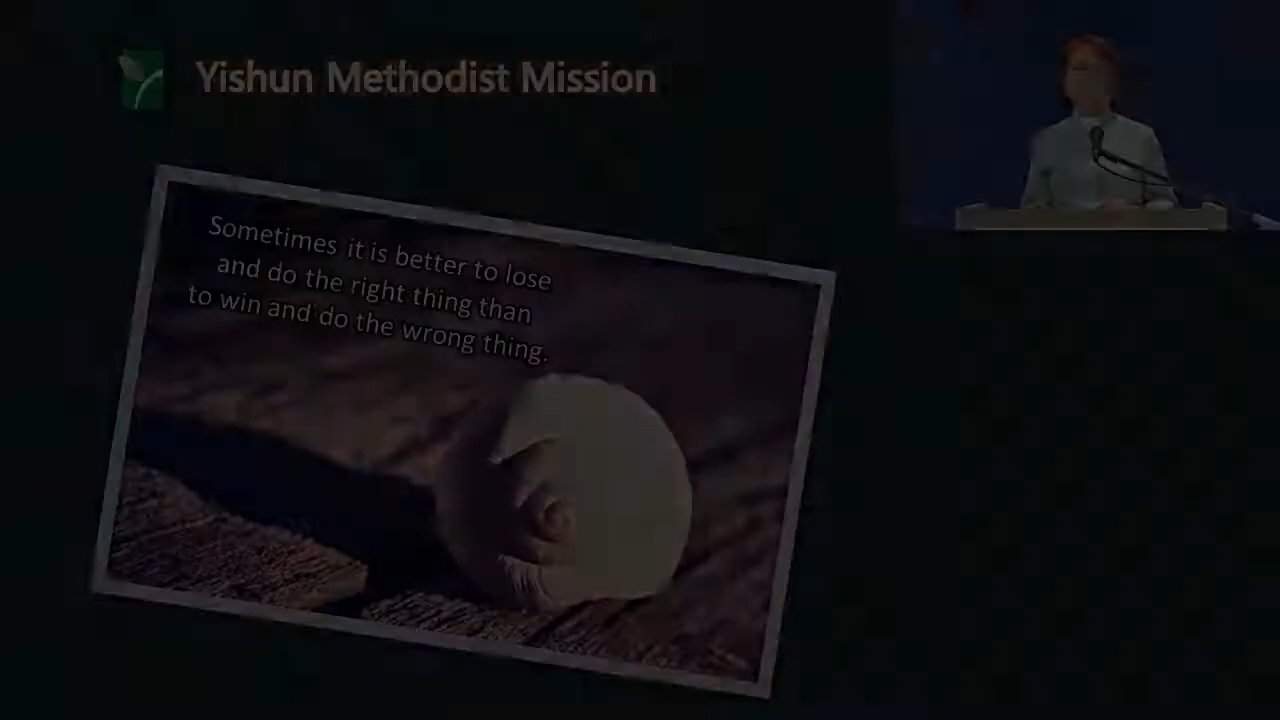 Yishun Methodist Mission
Sometimes it is better to lose
and do the right thing than
to win and do the wrong thing.